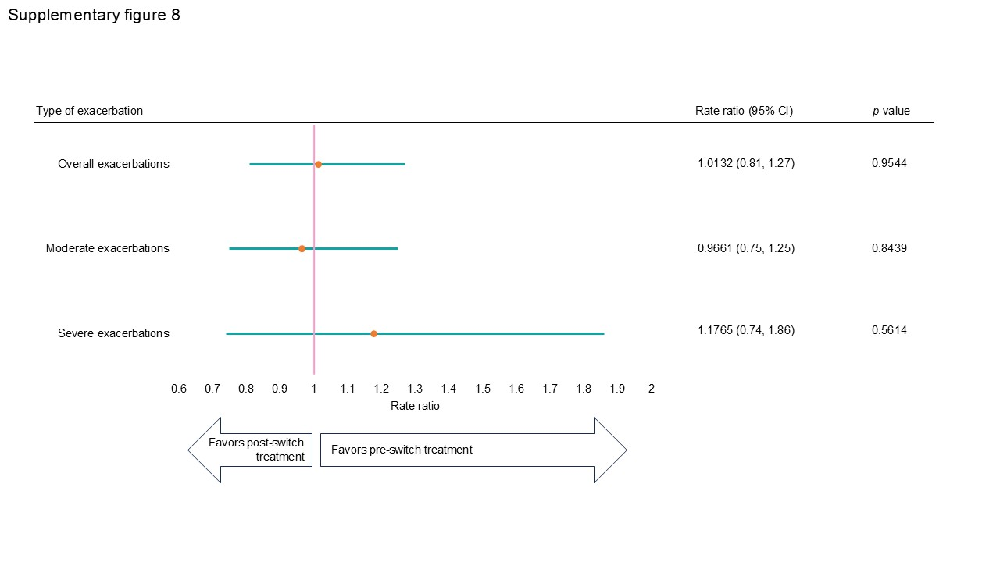 Supplementary figure 8
Type of exacerbation Rate ratio (95% CI) p-value
Overall exacerbations 1.0132 (0.81, 1.27) 0.9544
Moderate exacerbations 0.9661 (0.75, 1.25) 0.8439
Severe exacerbations 1.1765 (0.74, 1.86) 0.5614
0.6 0.7 0.8 0.9 1 1.1 1.2 1.3 1.4 1.5 1.6 1.7 1.8 1.9 2
Rate ratio
Favors post-switch
treatment
Favors pre-switch treatment